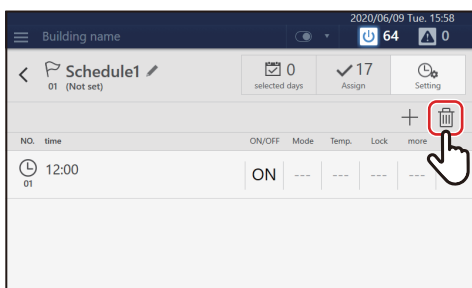 2020/06/09 Tue. 15:58
Building name 64 0
Schedule1 0 17
01 (Not set) selected days Assign Setting
NO. time ON/OFF Mode Temp. Lock more
12:00 ON --- --- --- ---
01